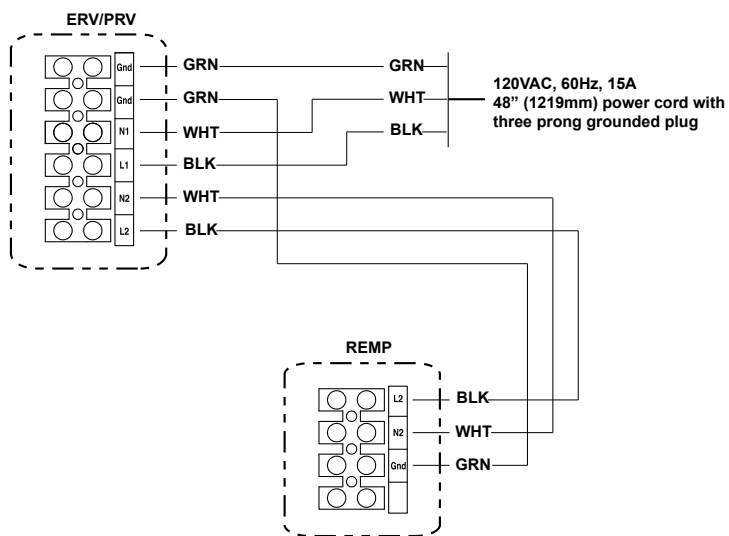 ERV/PRV
Gnd GRN GRN
Gnd GRN WHT
N1 WHT BLK
L1 BLK
N2 WHT
L2 BLK
120VAC, 60Hz, 15A
48” (1219mm) power cord with
three prong grounded plug
REMP
L2 BLK
N2 WHT
Gnd GRN